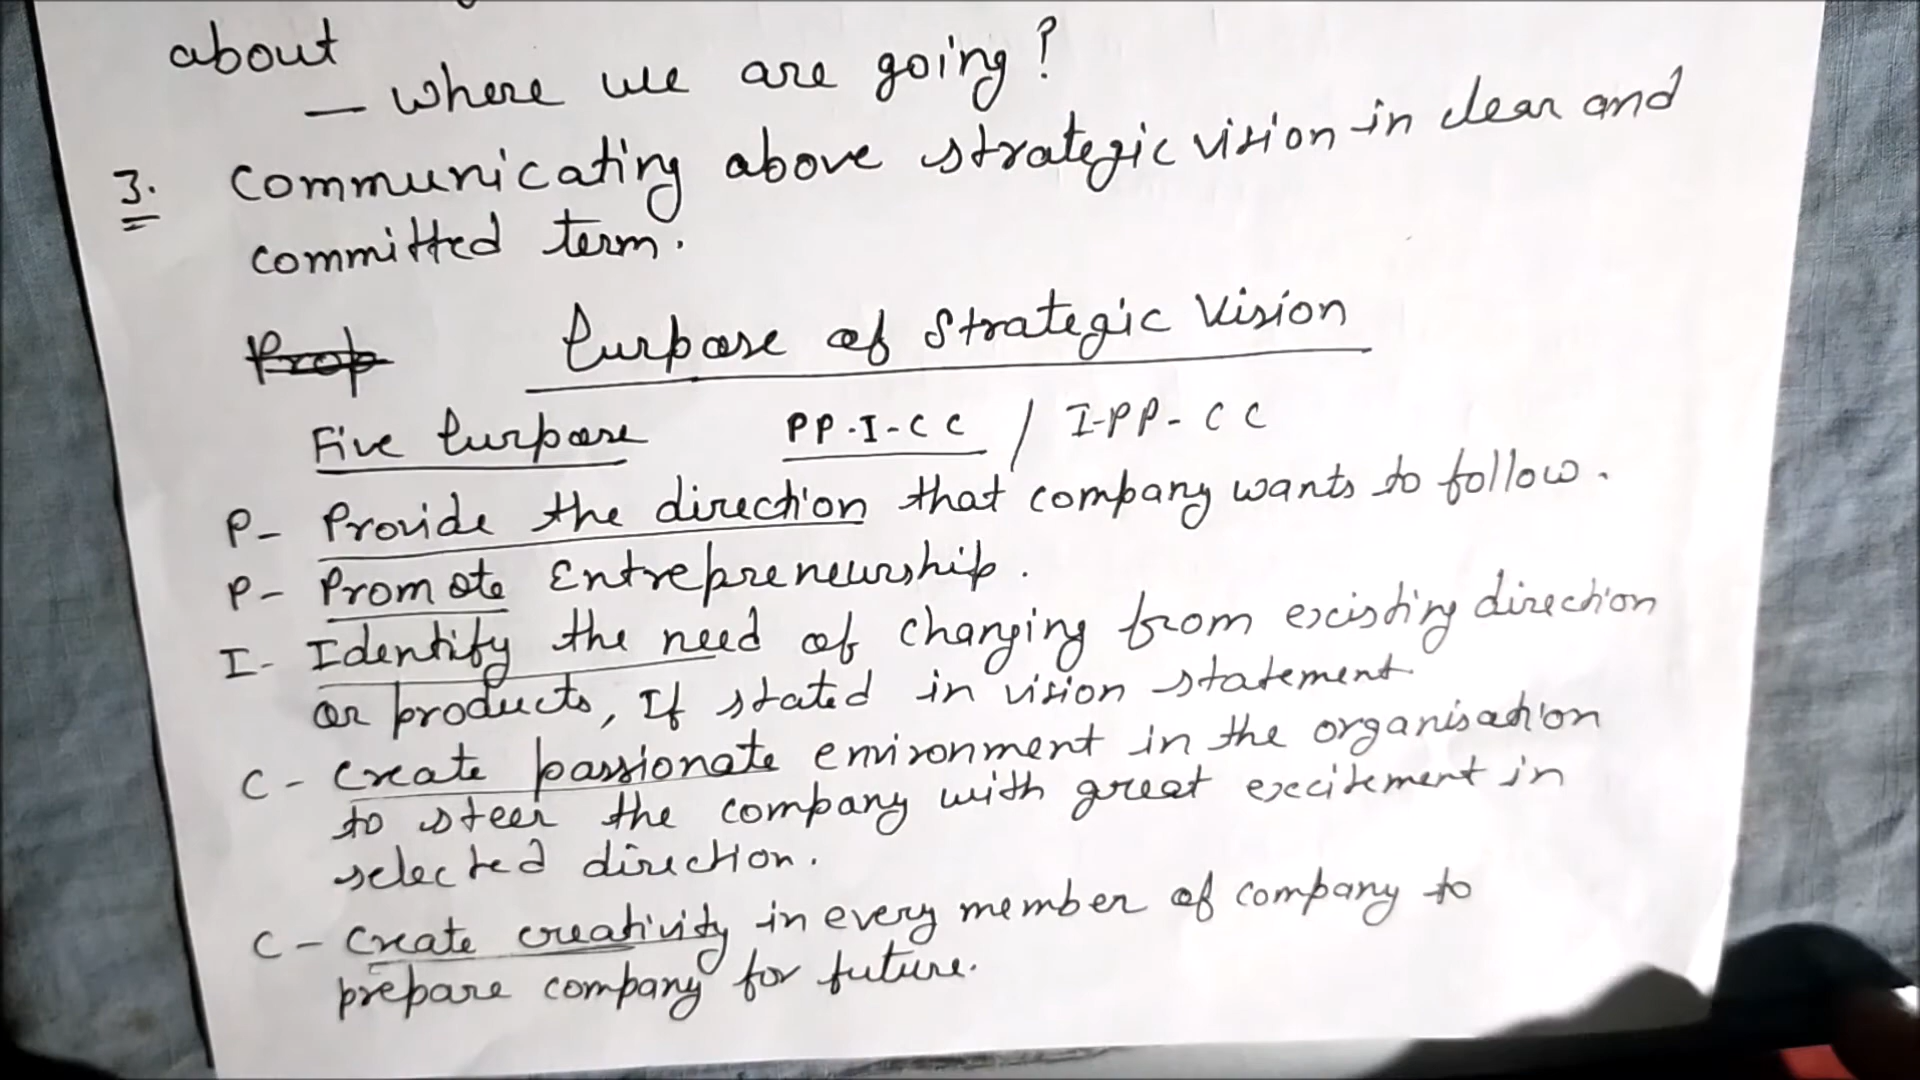 about
— where we are going?
3. Communicating above strategic vision in clear and
committed term.
Prop
Purpose of Strategic Vision
Five Purpose PP-I-CC / I-PP-CC
P- Provide the direction that company wants to follow.
P- Promote Entrepreneurship.
I- Identify the need of changing from existing direction
or products, If stated in vision statement
C- Create passionate environment in the organisation
to steer the company with great excitement in
selected direction.
C- Create creativity in every member of company to
prepare company for future.